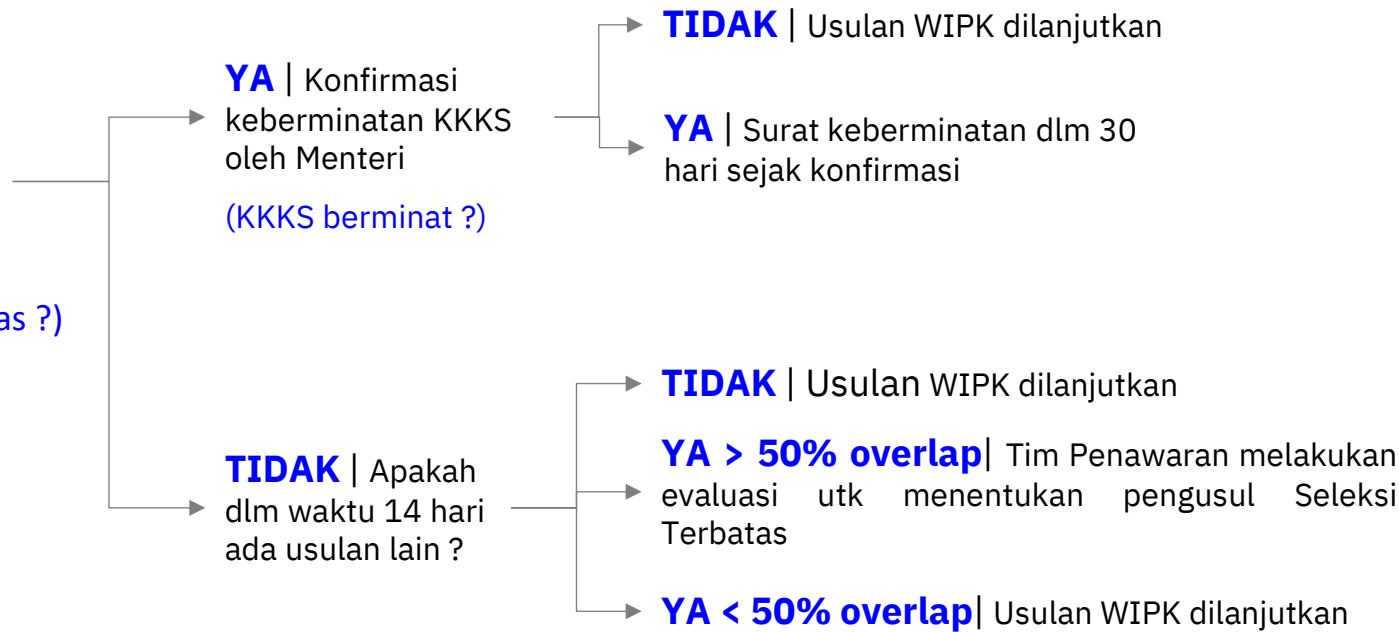 TIDAK | Usulan WIPK dilanjutkan
YA | Konfirmasi
keberminatan KKKS
oleh Menteri
(KKKS berminat ?)
YA | Surat keberminatan dlm 30
hari sejak konfirmasi
?)
TIDAK | Apakah
dlm waktu 14 hari
ada usulan lain ?
TIDAK | Usulan WIPK dilanjutkan
YA > 50% overlap| Tim Penawaran melakukan
evaluasi utk menentukan pengusul Seleksi
Terbatas
YA < 50% overlap| Usulan WIPK dilanjutkan